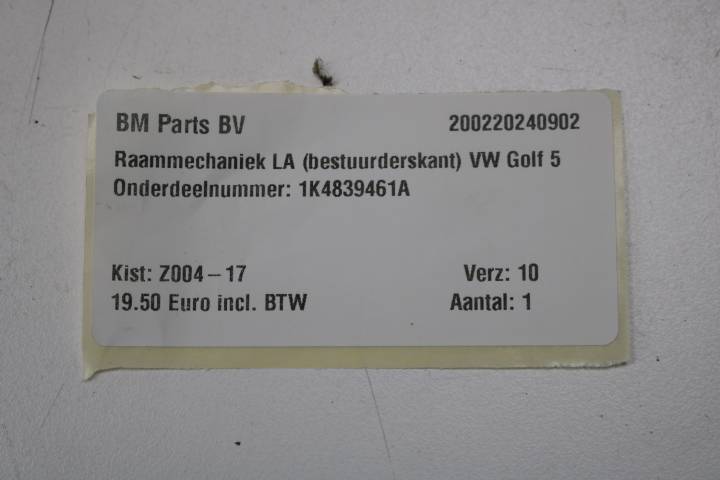 BM Parts BV 200220240902
Raammechaniek LA (bestuurderskant) VW Golf 5
Onderdeelnummer: 1K4839461A
Kist: Z004-17 Verz: 10
19.50 Euro incl. BTW Aantal: 1